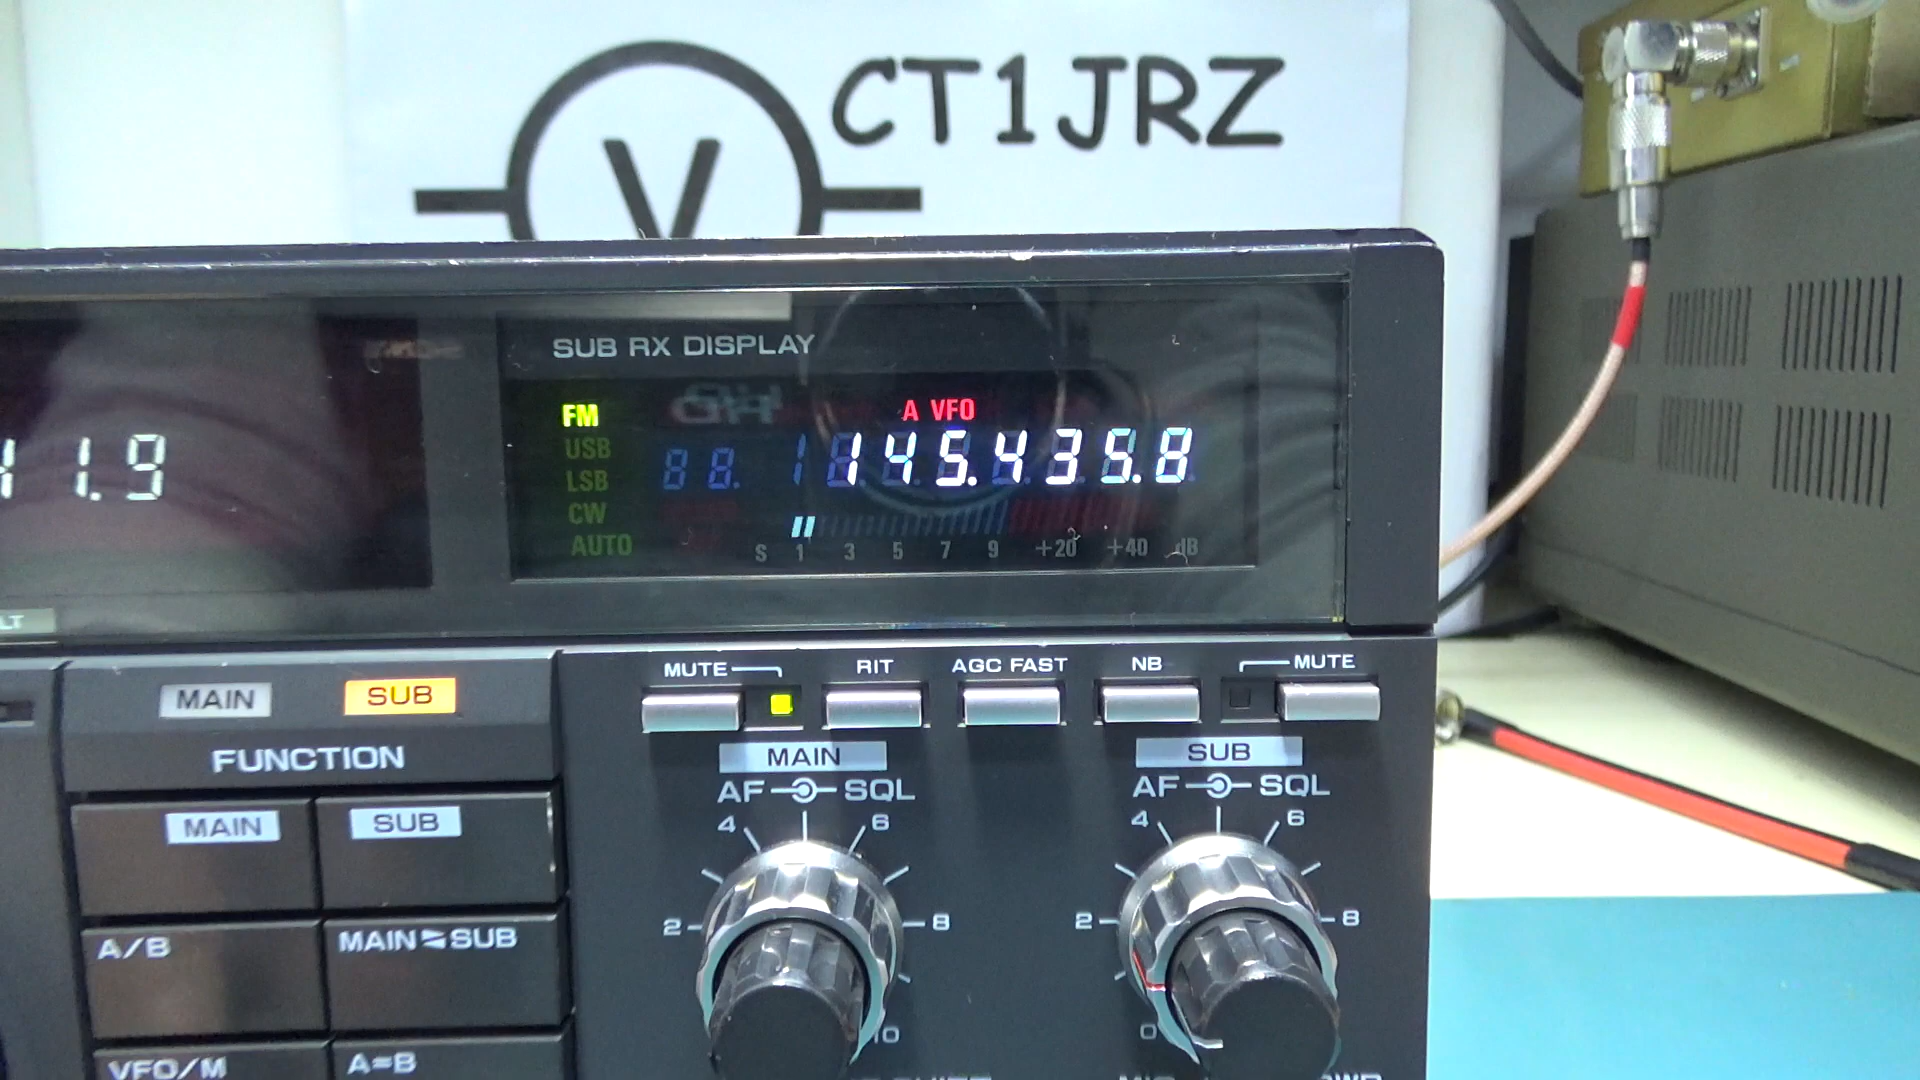 CT1JRZ
V
SUB RX DISPLAY
FM
A VFO
USB
LSB
CW
AUTO
88. 1 145.435.8
1.9
S 1 3 5 7 9 +20 +40 dB
LT
MUTE RIT AGC FAST NB MUTE
MAIN SUB
FUNCTION
MAIN SUB
A/B MAIN SUB
VFO/M A=B
MAIN
AF SQL
4 6
2 8
10
SUB
AF SQL
4 6
2 8
0